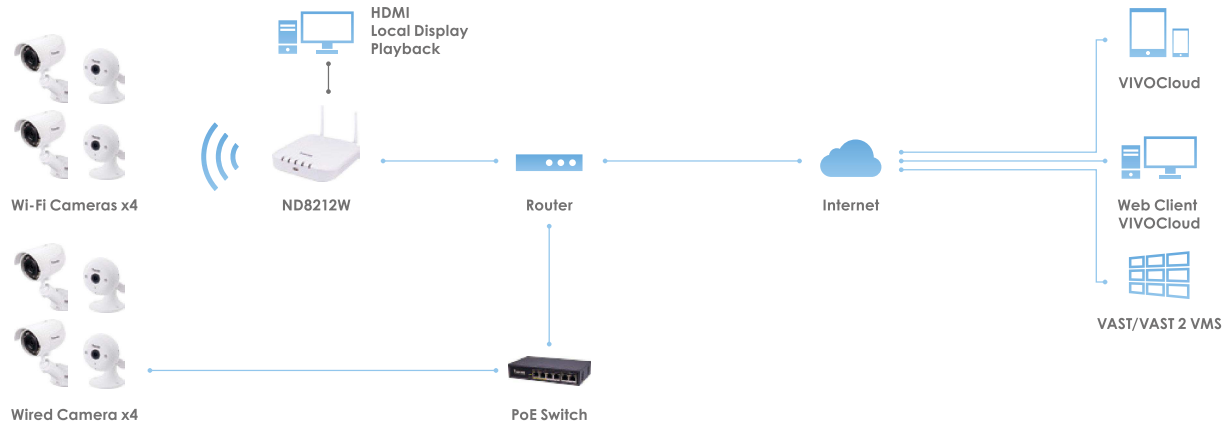 HDMI
Local Display
Playback
VIVOCloud
Wi-Fi Cameras x4
ND8212W
Router
Internet
Web Client
VIVOCloud
VAST/VAST 2 VMS
Wired Camera x4
PoE Switch